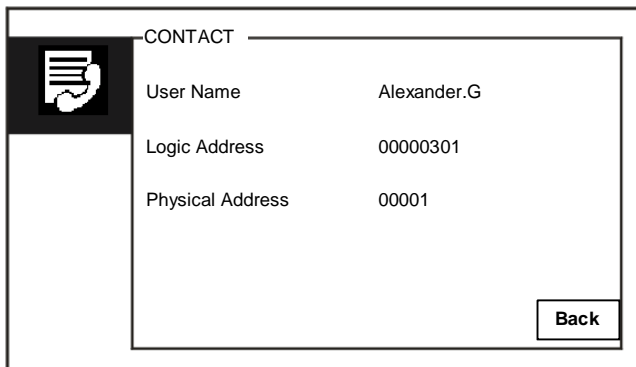 CONTACT
User Name Alexander.G
Logic Address 00000301
Physical Address 00001
Back